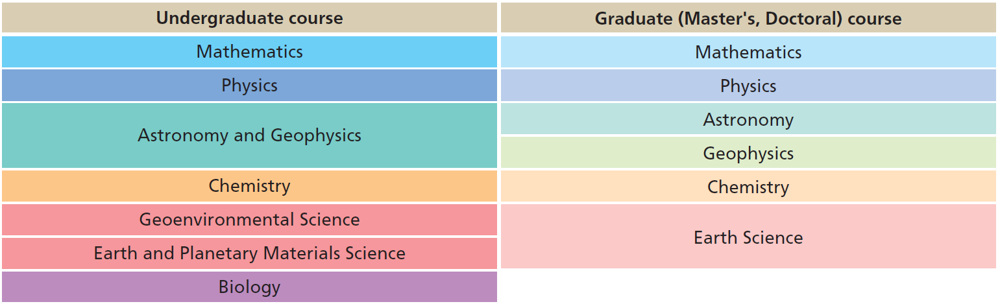 Undergraduate course
Graduate (Master's, Doctoral) course
Mathematics
Mathematics
Physics
Physics
Astronomy and Geophysics
Astronomy
Geophysics
Chemistry
Chemistry
Geoenvironmental Science
Earth and Planetary Materials Science
Earth Science
Biology